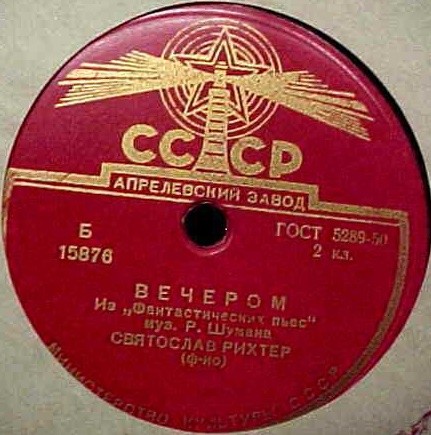 СССР
АПРЕЛЕВСКИЙ ЗАВОД
Б
15876
ГОСТ 5289-50
2 кл.
ВЕЧЕРОМ
Из „Фантастических пьес"
муз. Р. Шумана
СВЯТОСЛАВ РИХТЕР
(ф-но)
МИНИСТЕРСТВО КУЛЬТУРЫ СССР